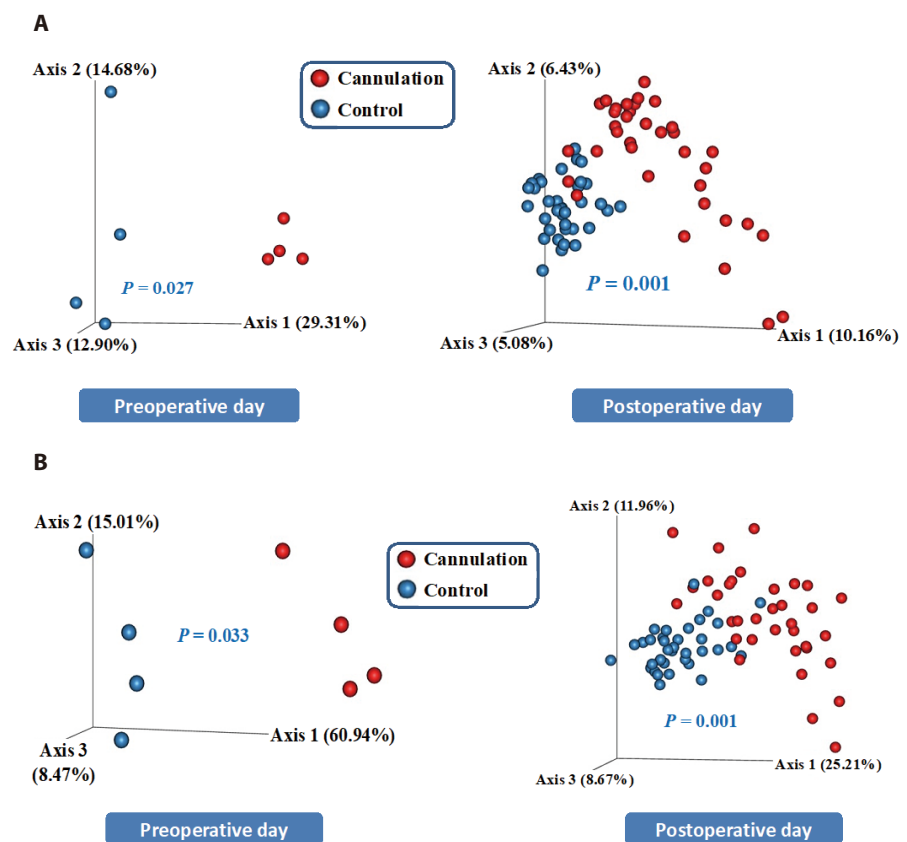 A
Axis 2 (14.68%)
Cannulation
Control
P = 0.027
Axis 1 (29.31%)
Axis 3 (12.90%)
Preoperative day
Axis 2 (6.43%)
P = 0.001
Axis 3 (5.08%)
Axis 1 (10.16%)
Postoperative day
B
Axis 2 (15.01%)
Cannulation
Control
P = 0.033
Axis 1 (60.94%)
Axis 3
(8.47%)
Preoperative day
Axis 2 (11.96%)
P = 0.001
Axis 1 (25.21%)
Axis 3 (8.67%)
Postoperative day